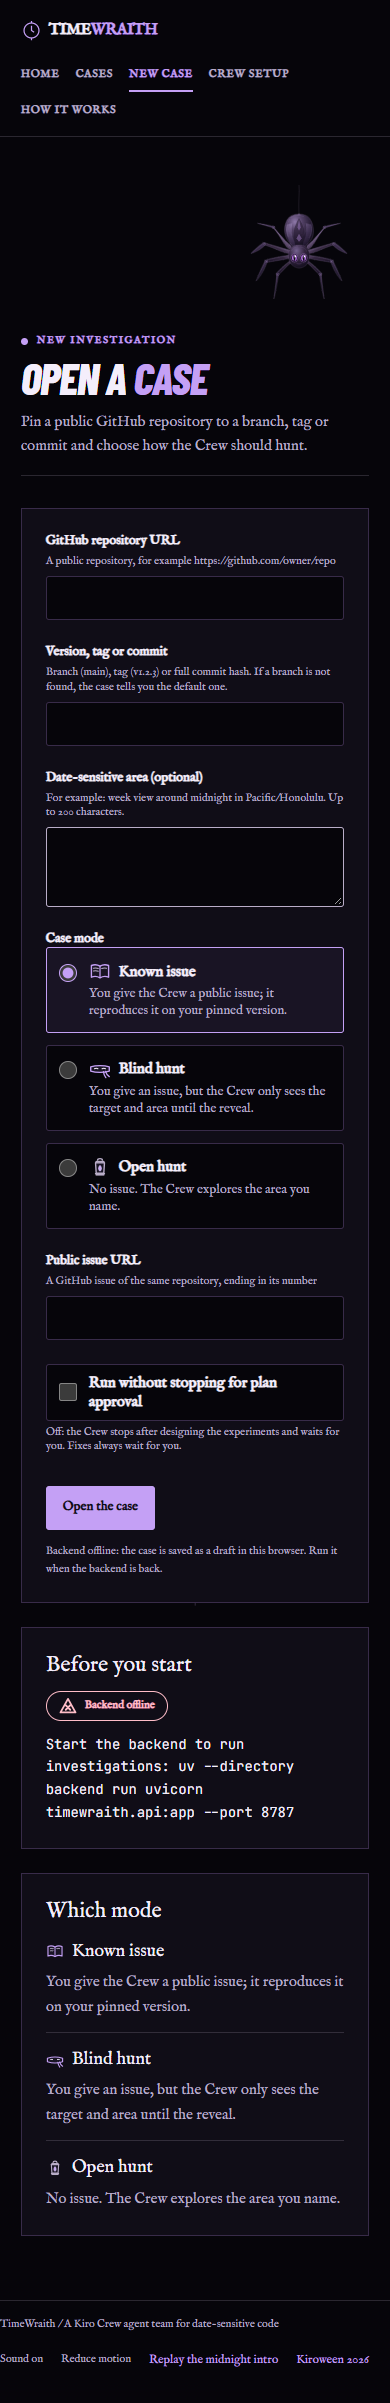 TIMEWRAITH
HOME CASES NEW CASE CREW SETUP
HOW IT WORKS
NEW INVESTIGATION
OPEN A CASE
Pin a public GitHub repository to a branch, tag or
commit and choose how the Crew should hunt.
GitHub repository URL
A public repository, for example https://github.com/owner/repo
Version, tag or commit
Branch (main), tag (v1.2.3) or full commit hash. If a branch is not
found, the case tells you the default one.
Date-sensitive area (optional)
For example: week view around midnight in Pacific/Honolulu. Up
to 200 characters.
Case mode
Known issue
You give the Crew a public issue; it
reproduces it on your pinned version.
Blind hunt
You give an issue, but the Crew only sees the
target and area until the reveal.
Open hunt
No issue. The Crew explores the area you
name.
Public issue URL
A GitHub issue of the same repository, ending in its number
Run without stopping for plan
approval
Off: the Crew stops after designing the experiments and waits for
you. Fixes always wait for you.
Open the case
Backend offline: the case is saved as a draft in this browser. Run it
when the backend is back.
Before you start
Backend offline
Start the backend to run
investigations: uv --directory
backend run uvicorn
timewraith.api:app --port 8787
Which mode
Known issue
You give the Crew a public issue; it reproduces it
on your pinned version.
Blind hunt
You give an issue, but the Crew only sees the
target and area until the reveal.
Open hunt
No issue. The Crew explores the area you name.
TimeWraith / A Kiro Crew agent team for date-sensitive code
Sound on Reduce motion Replay the midnight intro Kiroween 2026